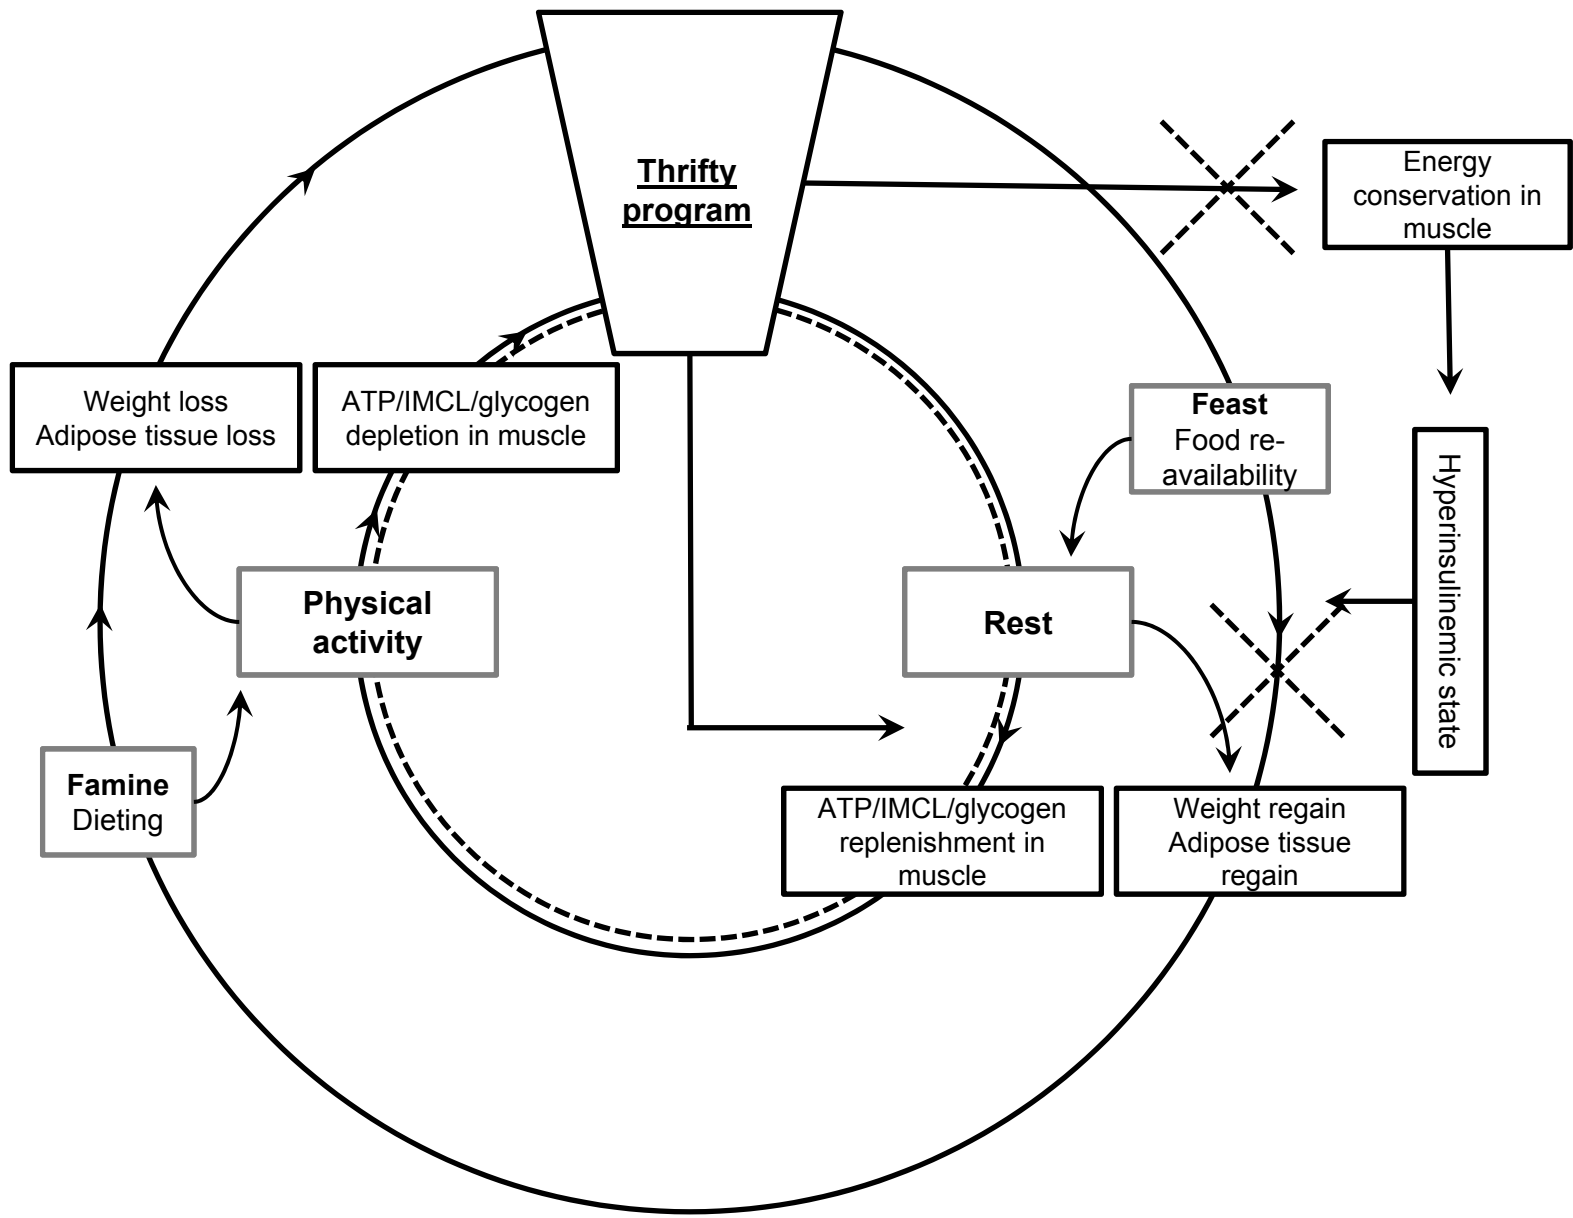 Thrifty
program
Energy
conservation in
muscle
Weight loss
Adipose tissue loss
ATP/IMCL/glycogen
depletion in muscle
Feast
Food re-
availability
Hyperinsulinemic state
Physical
activity
Rest
Famine
Dieting
ATP/IMCL/glycogen
replenishment in
muscle
Weight regain
Adipose tissue
regain